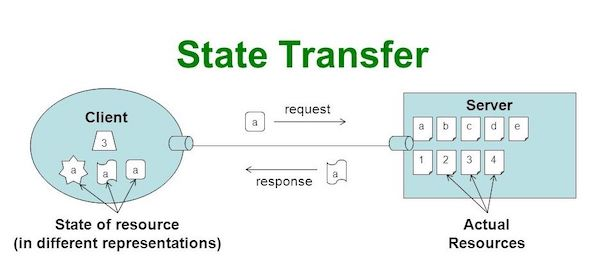 State Transfer
Client
3
a a a
State of resource
(in different representations)
a request
response a
Server
a b c d e
1 2 3 4
Actual
Resources